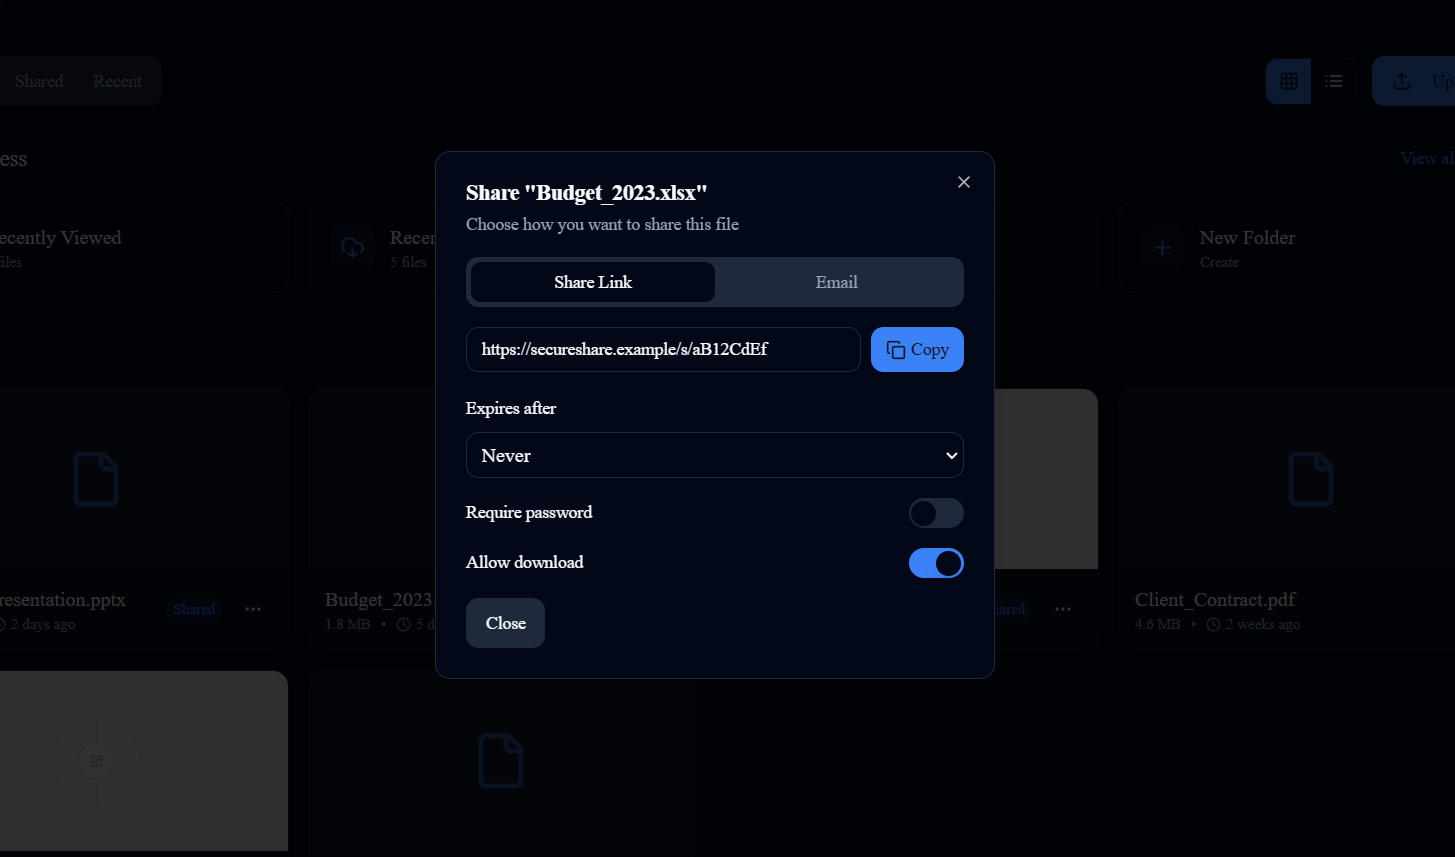 Shared Recent
Up
ess
View al
ecently Viewed
iles
Recen
5 files
New Folder
Create
Share "Budget_2023.xlsx"
Choose how you want to share this file
Share Link Email
https://secureshare.example/s/aB12CdEf Copy
Expires after
Never
Require password
Allow download
Close
resentation.pptx Shared
2 days ago
Budget_2023.
1.8 MB • 5 d
hared
Client_Contract.pdf
4.6 MB • 2 weeks ago